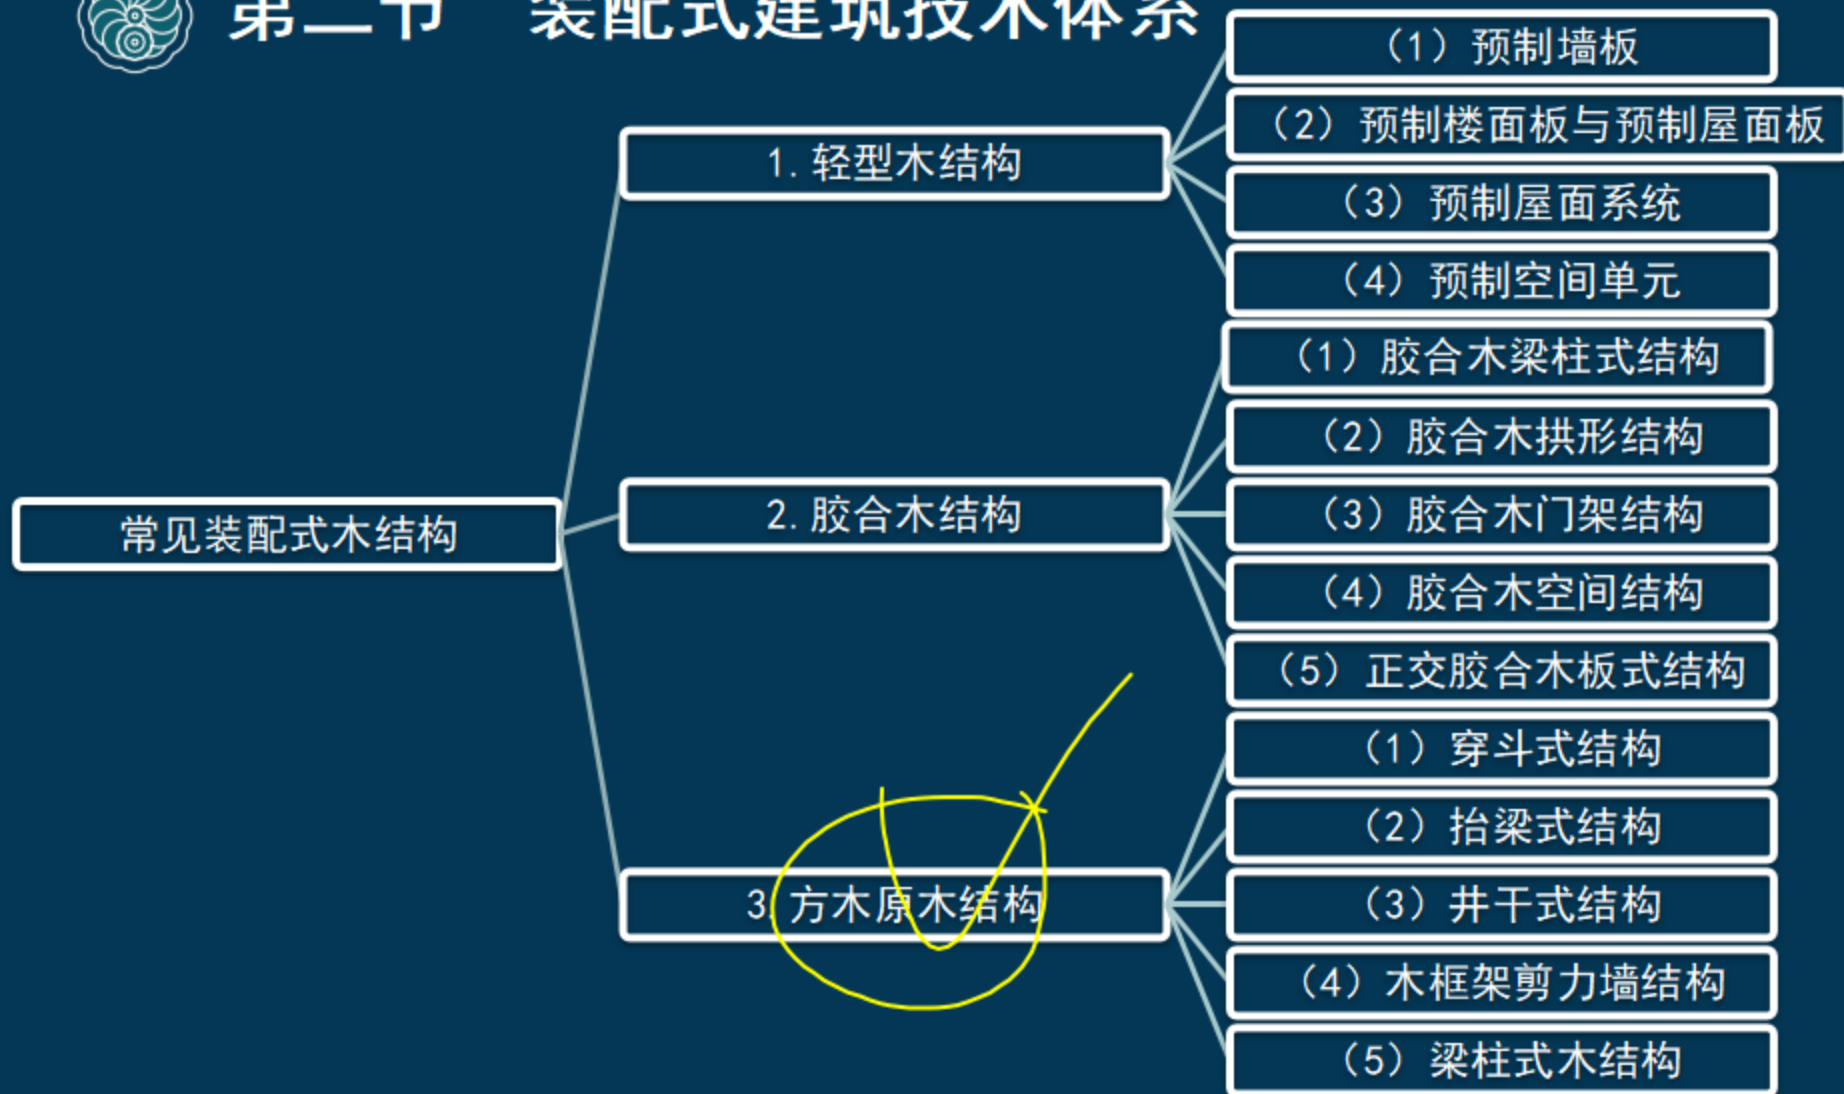 第二节 装配式建筑技术体系
常见装配式木结构
1.轻型木结构
（1）预制墙板
（2）预制楼面板与预制屋面板
（3）预制屋面系统
（4）预制空间单元
2.胶合木结构
（1）胶合木梁柱式结构
（2）胶合木拱形结构
（3）胶合木门架结构
（4）胶合木空间结构
（5）正交胶合木板式结构
3.方木原木结构
（1）穿斗式结构
（2）抬梁式结构
（3）井干式结构
（4）木框架剪力墙结构
（5）梁柱式木结构